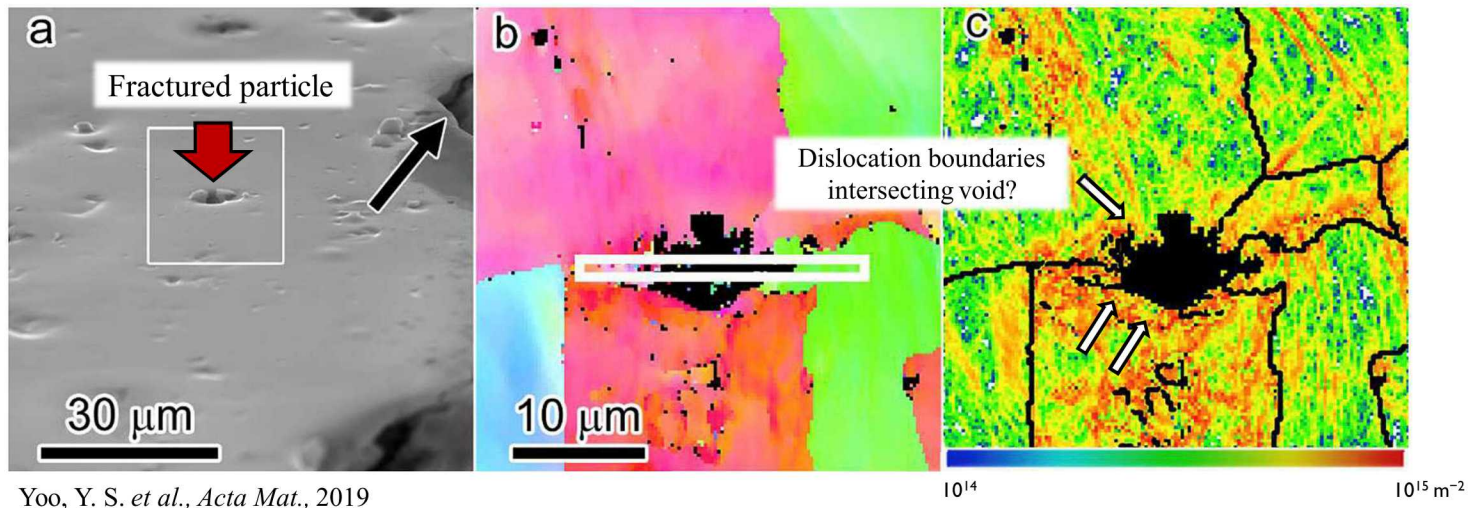 a
Fractured particle
30 μm
b
10 μm
c
Dislocation boundaries
intersecting void?
10¹⁴
10¹⁵ m⁻²
Yoo, Y. S. et al., Acta Mat., 2019